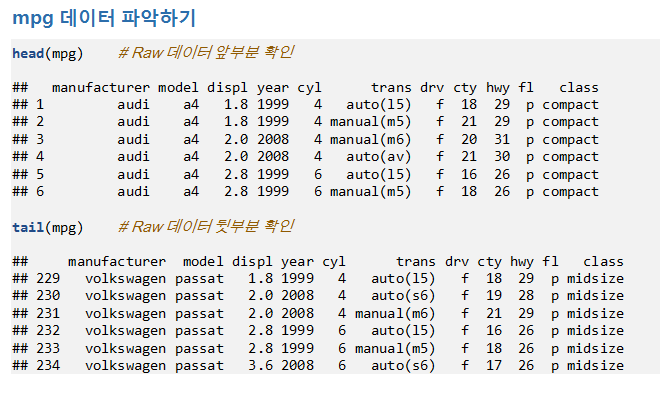 mpg 데이터 파악하기
head(mpg)    # Raw 데이터 앞부분 확인
##   manufacturer model displ year cyl      trans drv cty hwy fl   class
## 1         audi    a4   1.8 1999   4   auto(l5)   f  18  29  p compact
## 2         audi    a4   1.8 1999   4 manual(m5)   f  21  29  p compact
## 3         audi    a4   2.0 2008   4 manual(m6)   f  20  31  p compact
## 4         audi    a4   2.0 2008   4   auto(av)   f  21  30  p compact
## 5         audi    a4   2.8 1999   6   auto(l5)   f  16  26  p compact
## 6         audi    a4   2.8 1999   6 manual(m5)   f  18  26  p compact
tail(mpg)    # Raw 데이터 뒷부분 확인
##     manufacturer  model displ year cyl      trans drv cty hwy fl   class
## 229   volkswagen passat   1.8 1999   4   auto(l5)   f  18  29  p midsize
## 230   volkswagen passat   2.0 2008   4   auto(s6)   f  19  28  p midsize
## 231   volkswagen passat   2.0 2008   4 manual(m6)   f  21  29  p midsize
## 232   volkswagen passat   2.8 1999   6   auto(l5)   f  16  26  p midsize
## 233   volkswagen passat   2.8 1999   6 manual(m5)   f  18  26  p midsize
## 234   volkswagen passat   3.6 2008   6   auto(s6)   f  17  26  p midsize